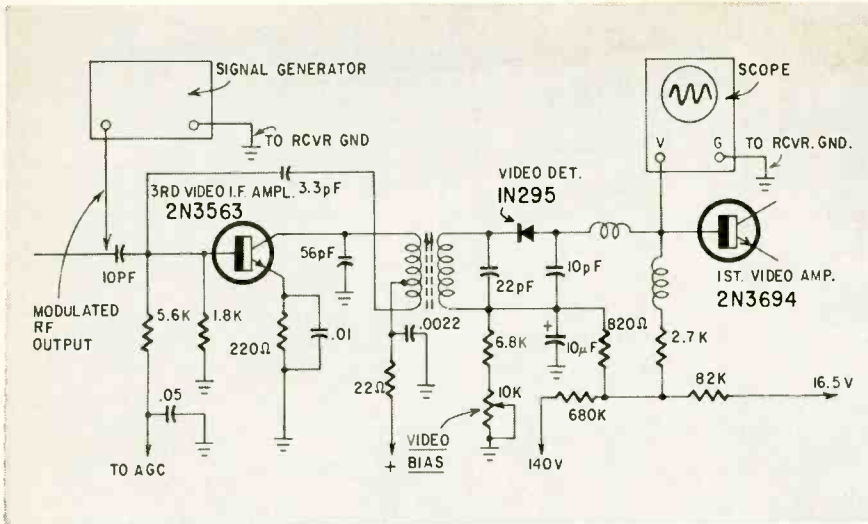 SIGNAL GENERATOR
SCOPE
TO RCVR GND
V
G
TO RCVR. GND.
3RD VIDEO I.F. AMPL.
2N3563
3.3pF
VIDEO DET.
1N295
10PF
56pF
22pF
10pF
1ST. VIDEO AMP.
2N3694
MODULATED
RF
OUTPUT
5.6K
1.8K
220Ω
.01
.0022
22Ω
6.8K
+
10µF
820Ω
2.7K
82K
16.5V
.05
10K
680K
TO AGC
+
VIDEO
BIAS
140V